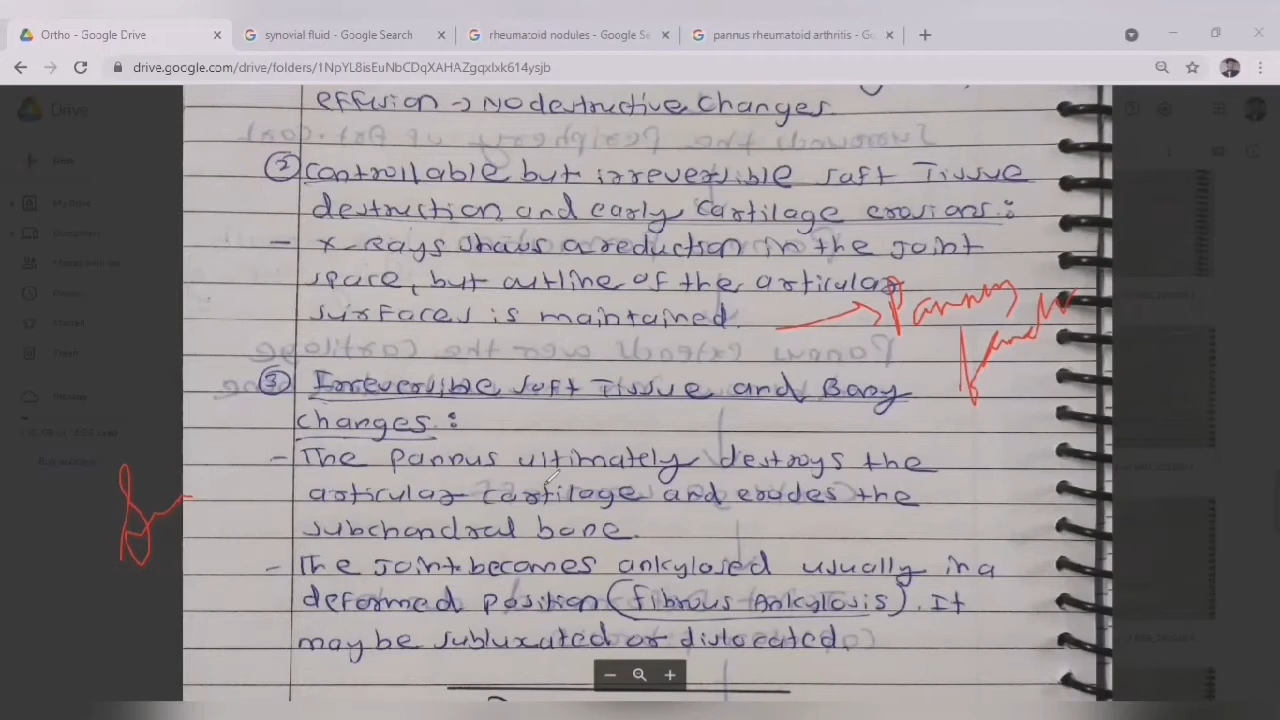 Ortho - Google Drive
synovial fluid - Google Search
rheumatoid nodules - Google Se
pannus rheumatoid arthritis - Go
drive.google.com/drive/folders/1NpYL8isEuNbCDqXAHAZgqxlxk614ysjb
Drive
effusion → No destructive changes.
② Controllable but irreversible saft Tissue
destruction and early cartilage erosions :
- X-Rays shows a reduction in the joint
space, but outline of the articular
surfaces is maintained.
Pannus
③ Irreversible saft Tissue and Bony
changes :
- The pannus ultimately destroys the
articular cartilage and erodes the
subchondral bone.
- The joint becomes ankylosed usually in a
deformed position (fibrous Ankylosis). It
may be subluxated or dislocated.